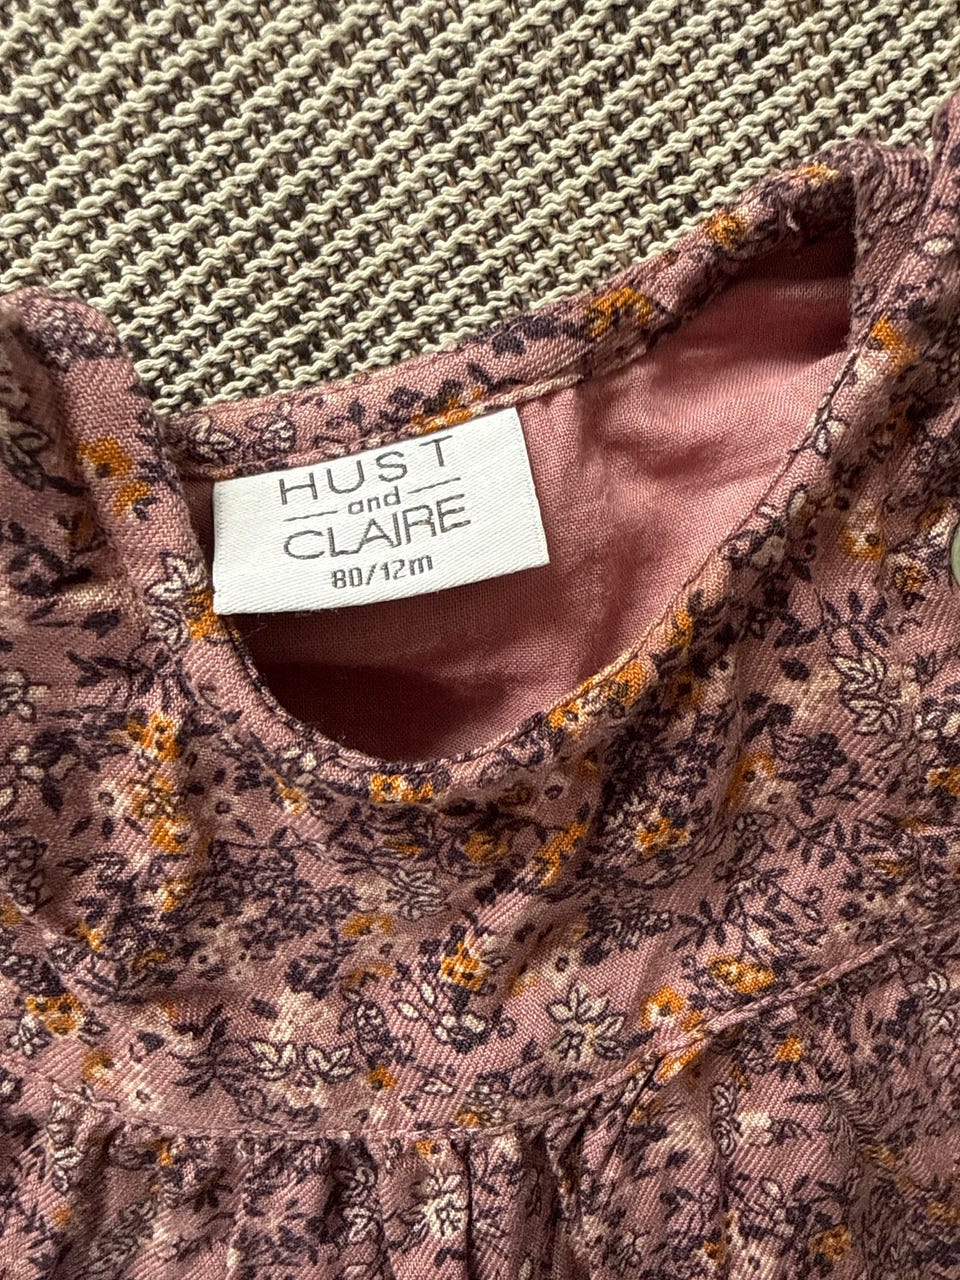 HUST
and
CLAIRE
80/12m